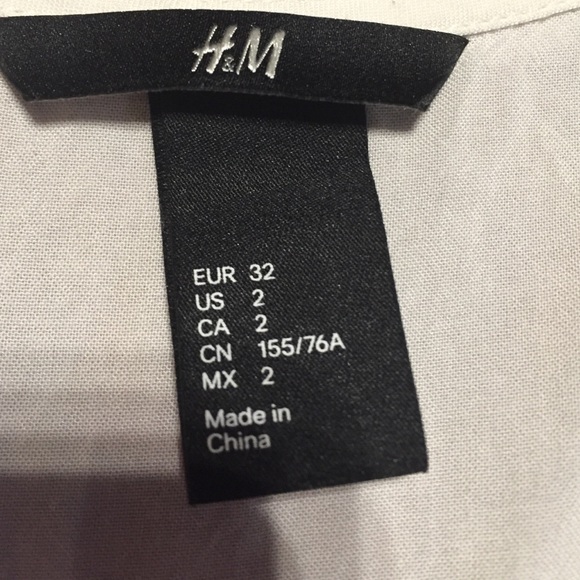 H&M
EUR 32
US 2
CA 2
CN 155/76A
MX 2
Made in
China